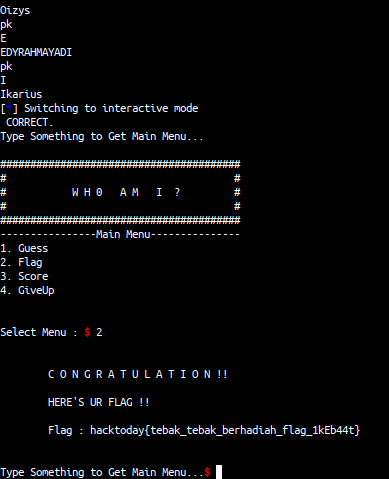 Oizys
pk
E
EDYRAHMAYADI
pk
I
Ikarius
[*] Switching to interactive mode
CORRECT.
Type Something to Get Main Menu...
########################################
# #
# W H 0 A M I ? #
# #
########################################
----------------Main Menu---------------
1. Guess
2. Flag
3. Score
4. GiveUp
Select Menu : $ 2
C O N G R A T U L A T I O N !!
HERE'S UR FLAG !!
Flag : hacktoday{tebak_tebak_berhadiah_flag_1kEb44t}
Type Something to Get Main Menu...$